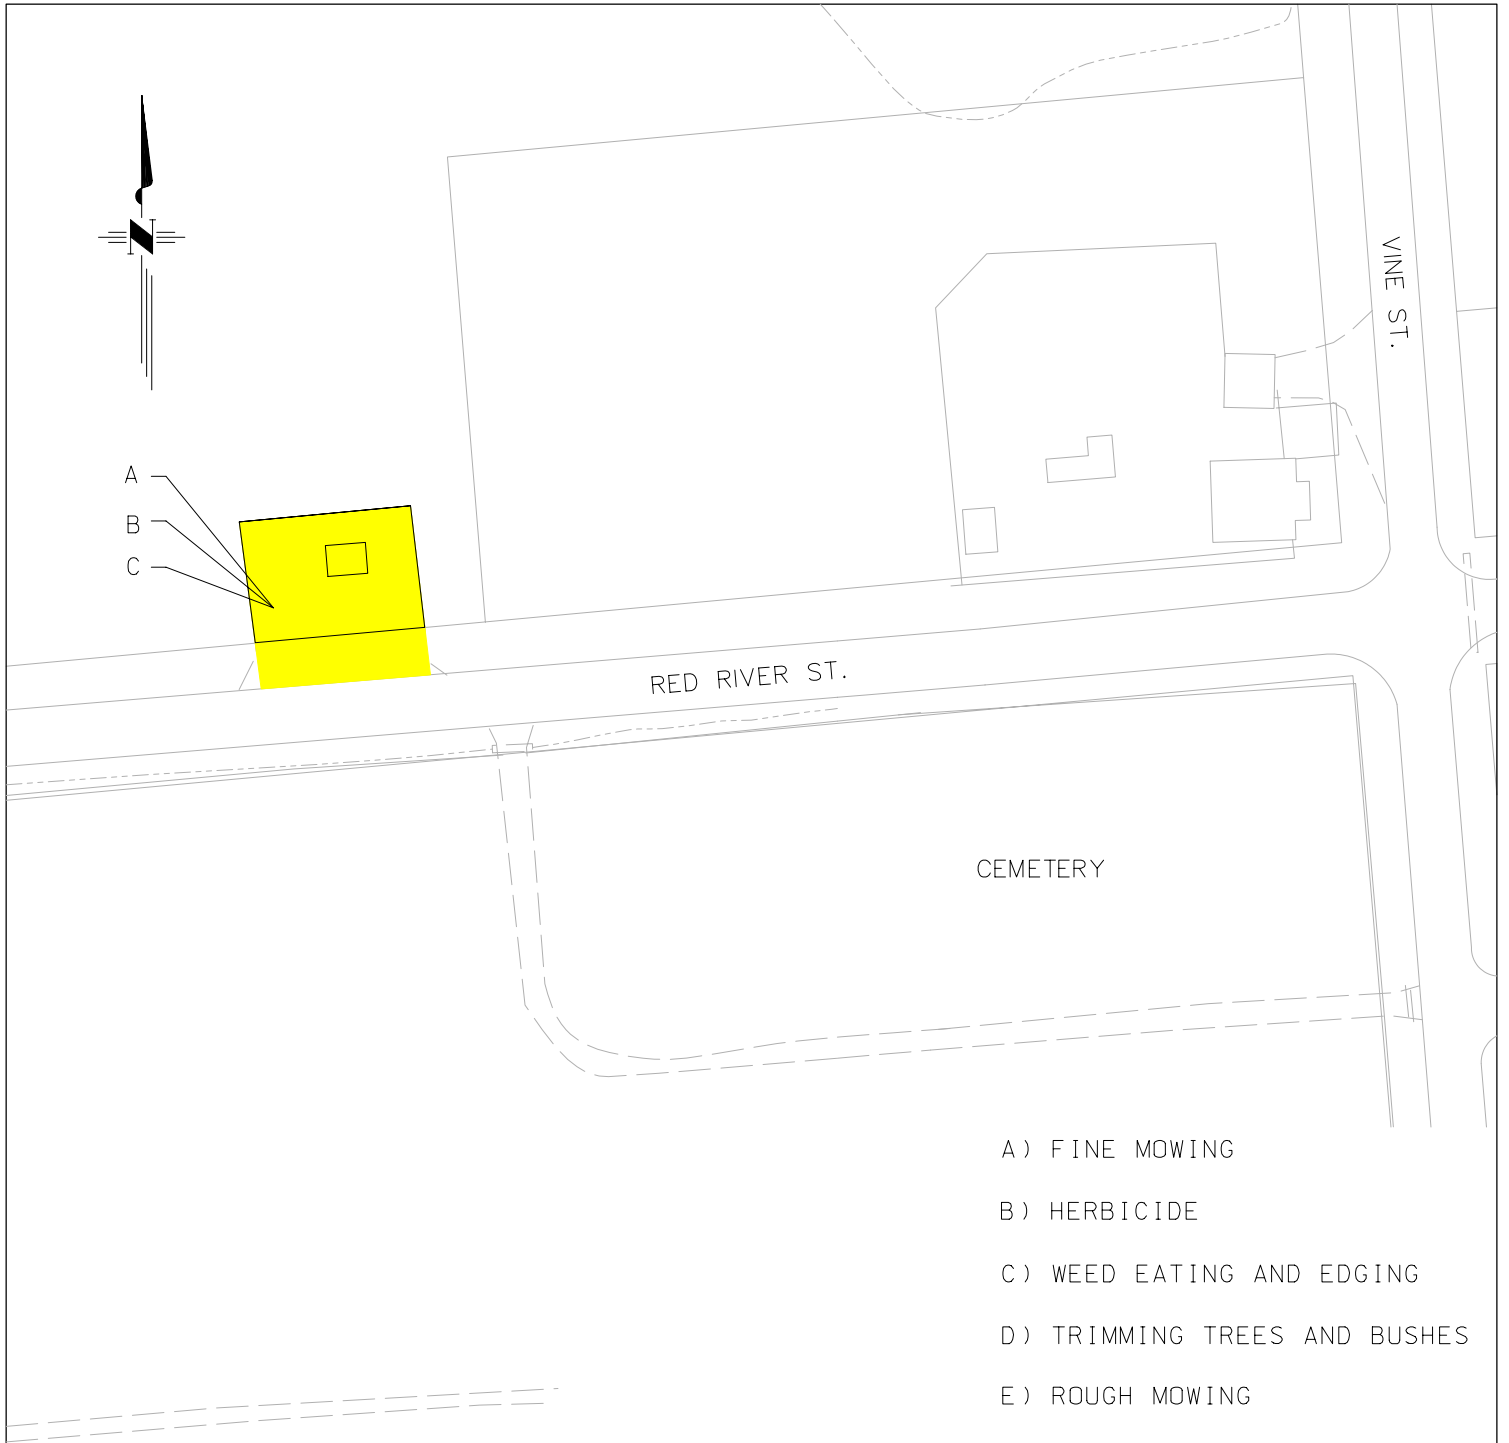 N
VINE ST.
A
B
C
RED RIVER ST.
CEMETERY
A) FINE MOWING
B) HERBICIDE
C) WEED EATING AND EDGING
D) TRIMMING TREES AND BUSHES
E) ROUGH MOWING